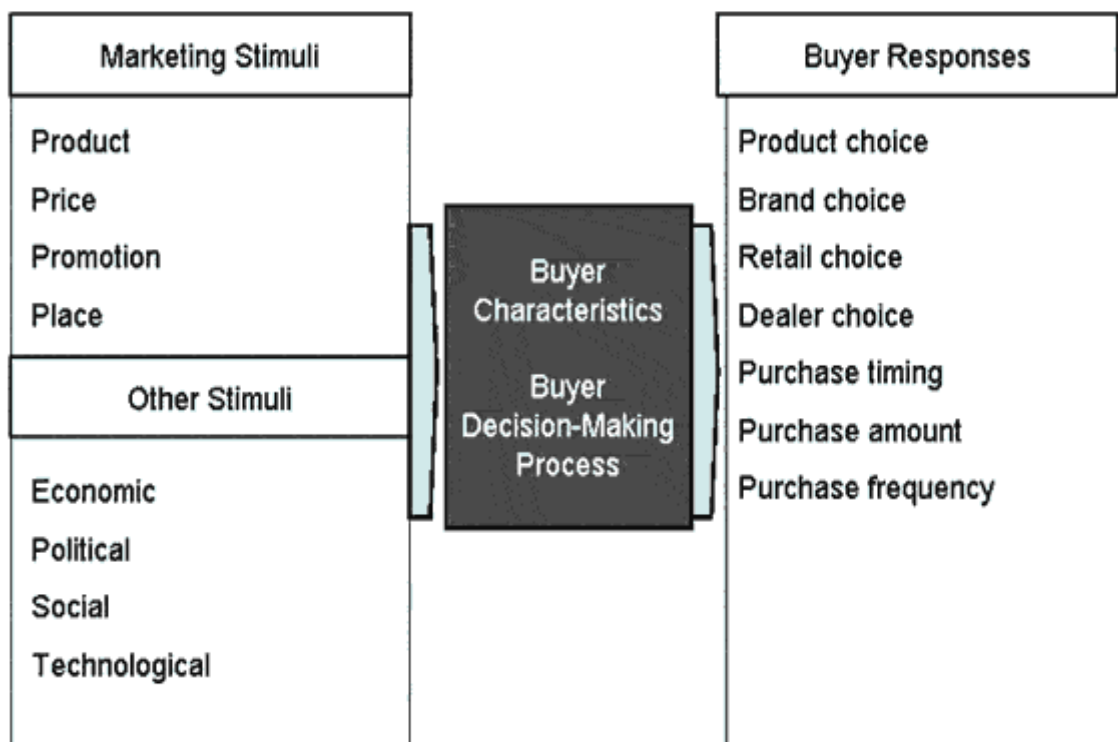 Marketing Stimuli
Product
Price
Promotion
Place
Other Stimuli
Economic
Political
Social
Technological
Buyer
Characteristics
Buyer
Decision-Making
Process
Buyer Responses
Product choice
Brand choice
Retail choice
Dealer choice
Purchase timing
Purchase amount
Purchase frequency